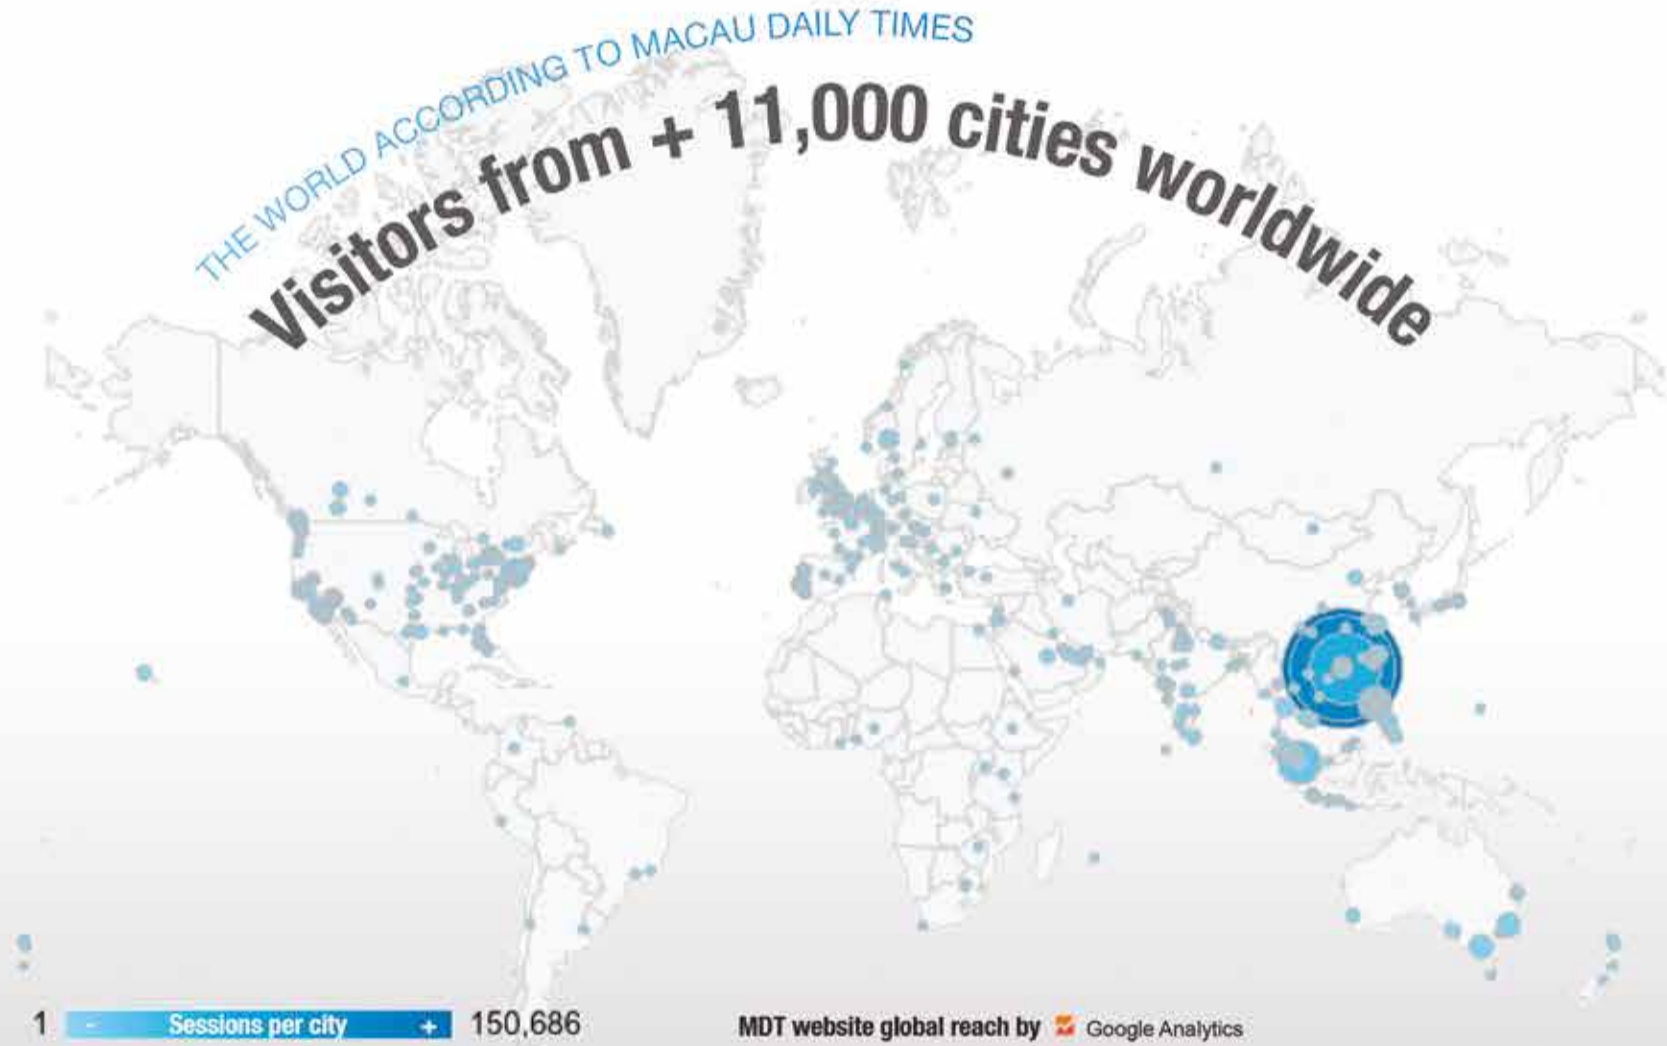 THE WORLD ACCORDING TO MACAU DAILY TIMES
Visitors from + 11,000 cities worldwide
1 - Sessions per city + 150,686
MDT website global reach by Google Analytics